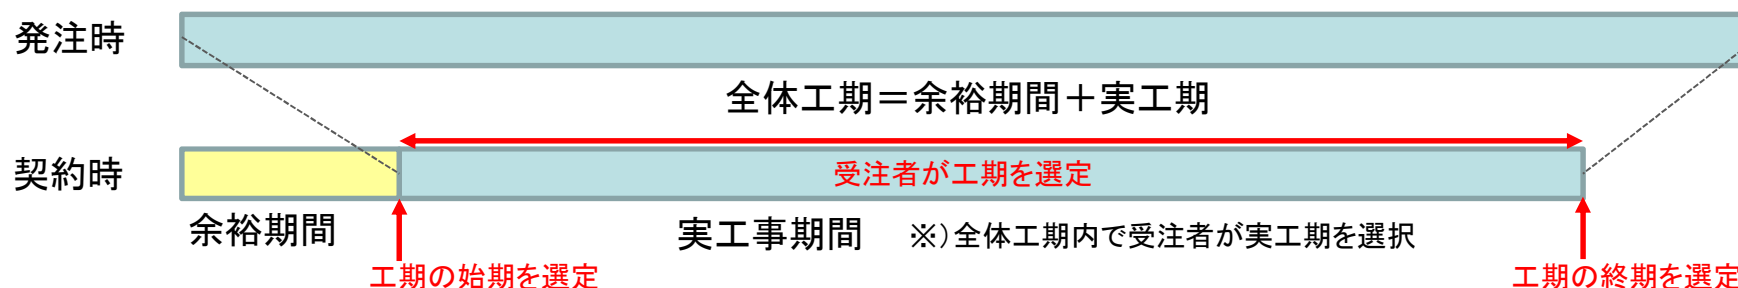 発注時
全体工期＝余裕期間＋実工期
契約時
受注者が工期を選定
余裕期間
実工事期間 ※）全体工期内で受注者が実工期を選択
工期の始期を選定
工期の終期を選定